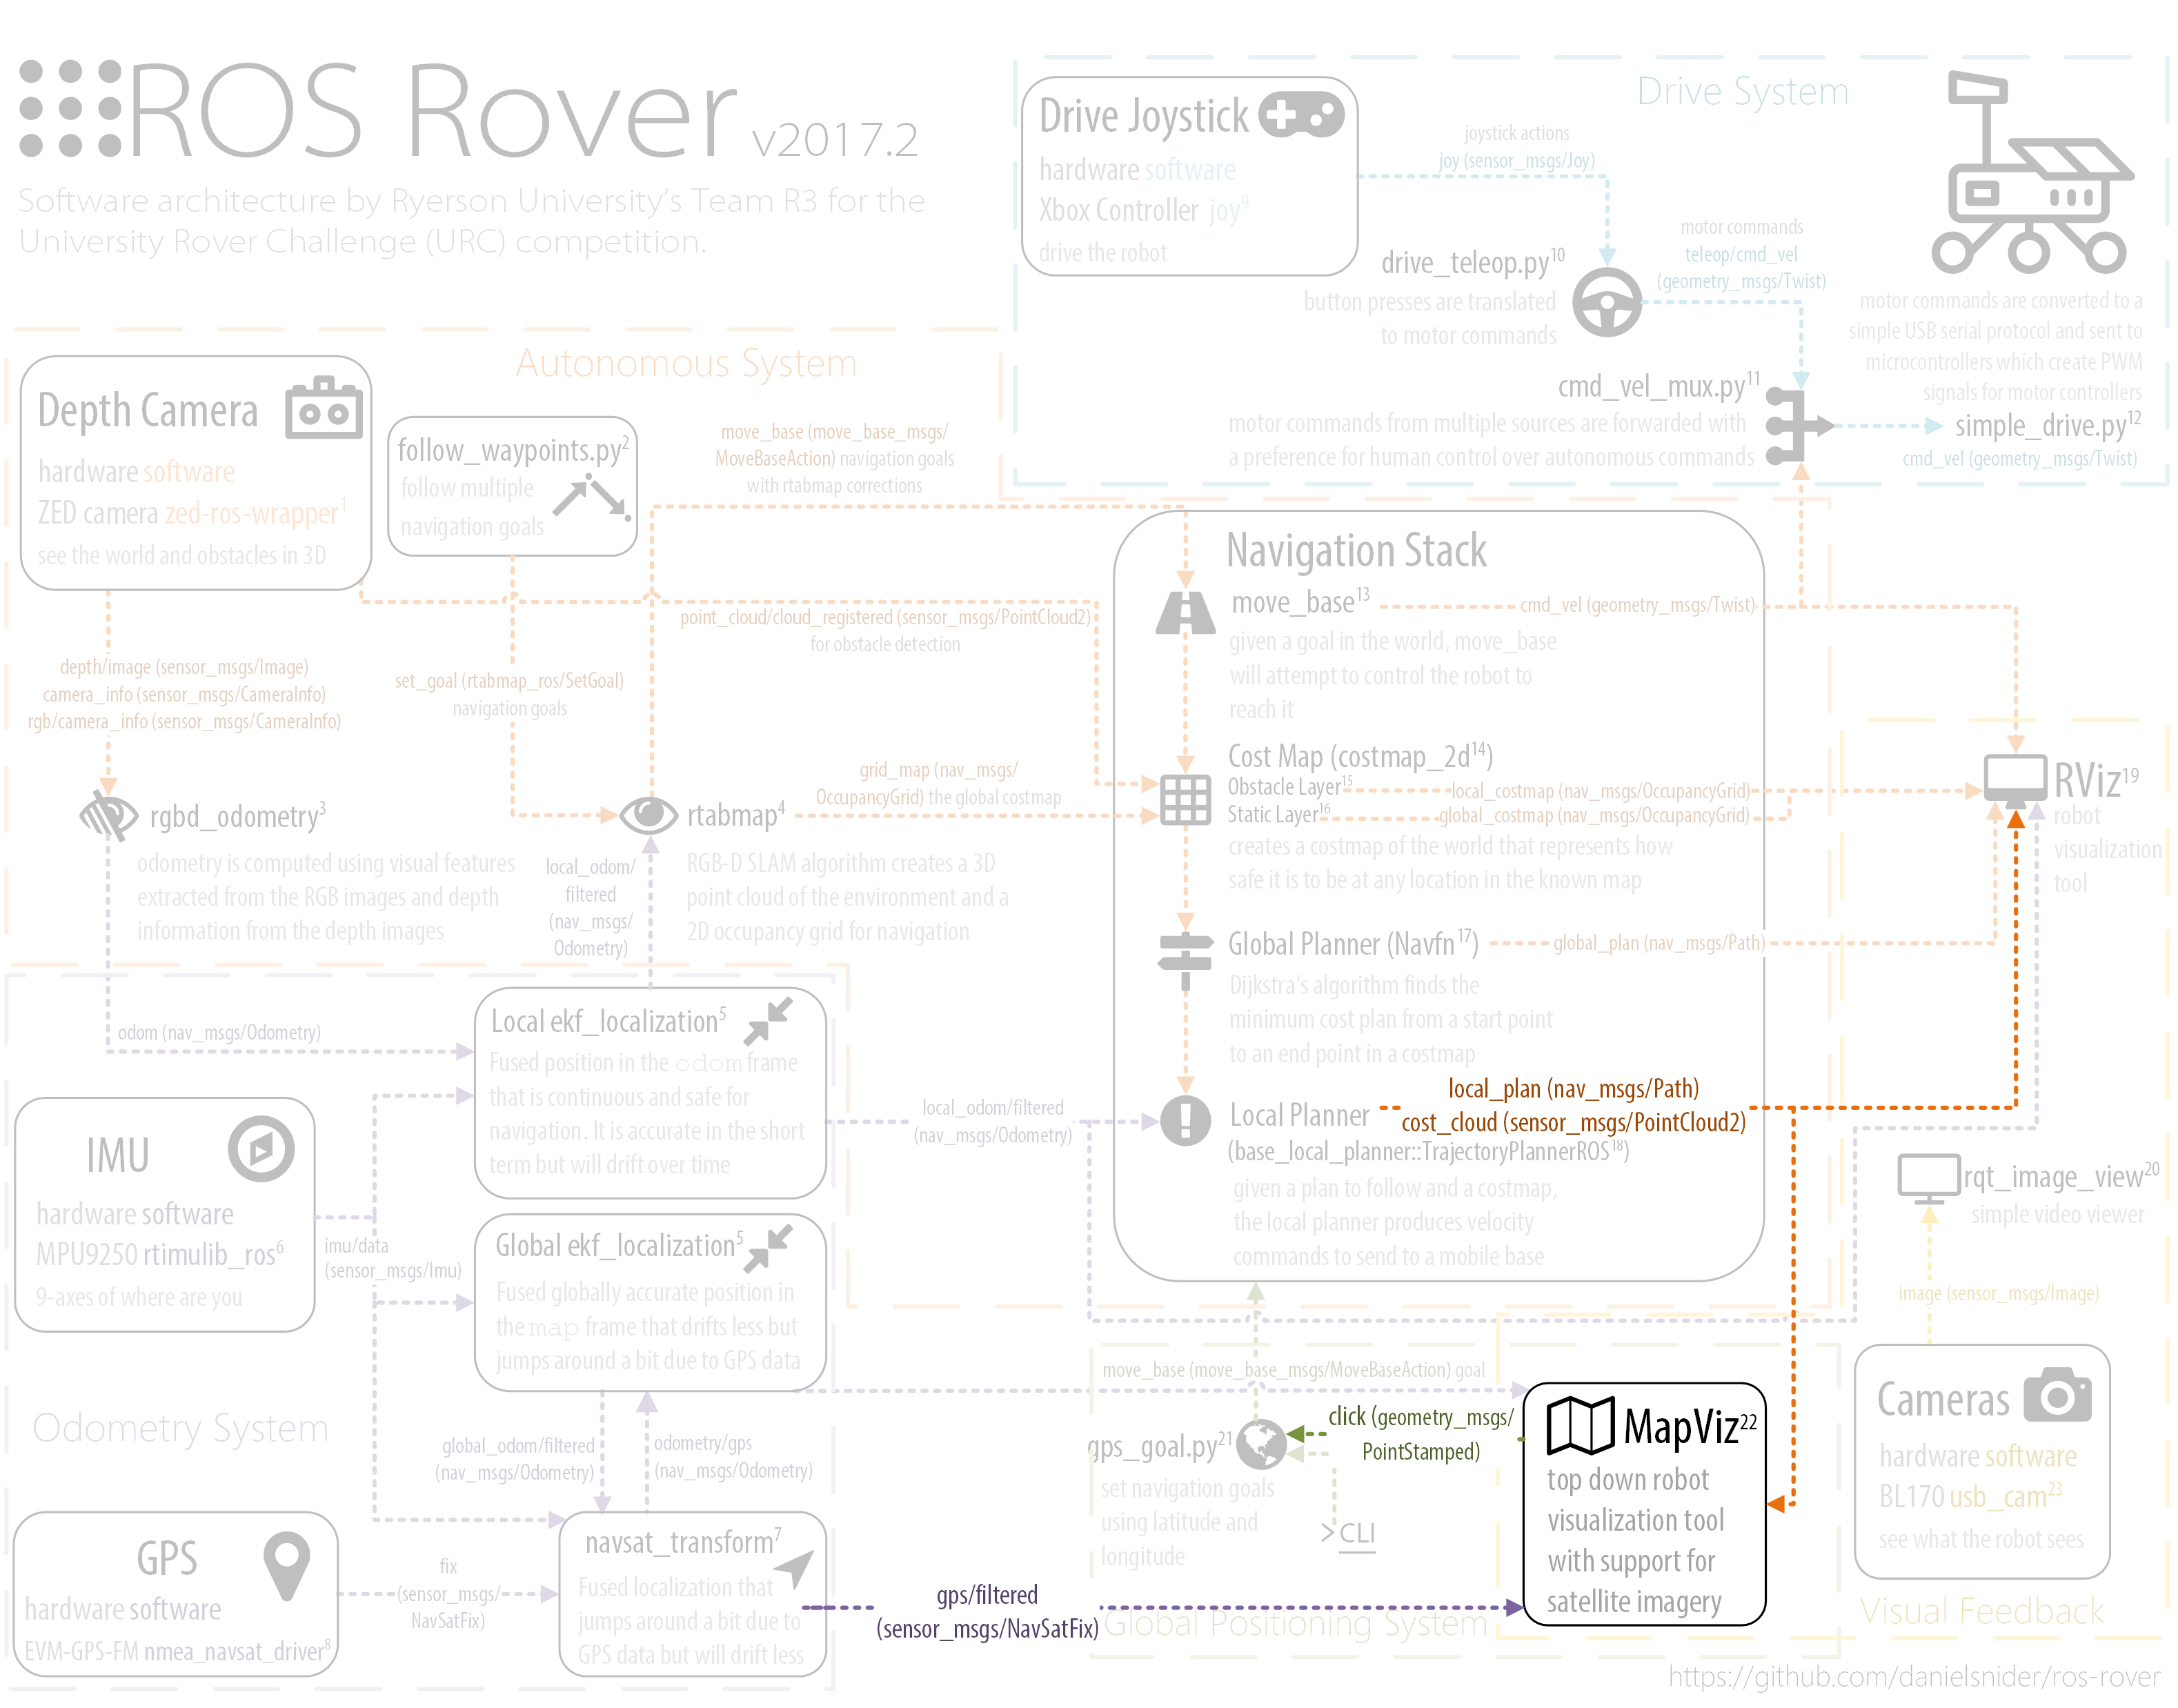 ROS Rover v2017.2
Software architecture by Ryerson University's Team R3 for the
University Rover Challenge (URC) competition.
Drive System
Drive Joystick
hardware software
Xbox Controller joy9
drive the robot
joystick actions
joy (sensor_msgs/Joy)
drive_teleop.py10
button presses are translated
to motor commands
motor commands
teleop/cmd_vel
(geometry_msgs/Twist)
cmd_vel_mux.py11
motor commands from multiple sources are forwarded with
a preference for human control over autonomous commands
motor commands are converted to a
simple USB serial protocol and sent to
microcontrollers which create PWM
signals for motor controllers
simple_drive.py12
cmd_vel (geometry_msgs/Twist)
Autonomous System
Depth Camera
hardware software
ZED camera zed-ros-wrapper1
see the world and obstacles in 3D
follow_waypoints.py2
follow multiple
navigation goals
move_base (move_base_msgs/
MoveBaseAction) navigation goals
with rtabmap corrections
point_cloud/cloud_registered (sensor_msgs/PointCloud2)
for obstacle detection
depth/image (sensor_msgs/Image)
camera_info (sensor_msgs/CameraInfo)
rgb/camera_info (sensor_msgs/CameraInfo)
set_goal (rtabmap_ros/SetGoal)
navigation goals
rgbd_odometry3
odometry is computed using visual features
extracted from the RGB images and depth
information from the depth images
rtabmap4
RGB-D SLAM algorithm creates a 3D
point cloud of the environment and a
2D occupancy grid for navigation
grid_map (nav_msgs/
OccupancyGrid) the global costmap
local_odom/
filtered
(nav_msgs/
Odometry)
Navigation Stack
move_base13
cmd_vel (geometry_msgs/Twist)
given a goal in the world, move_base
will attempt to control the robot to
reach it
Cost Map (costmap_2d14)
Obstacle Layer15
local_costmap (nav_msgs/OccupancyGrid)
Static Layer16
global_costmap (nav_msgs/OccupancyGrid)
creates a costmap of the world that represents how
safe it is to be at any location in the known map
Global Planner (Navfn17)
global_plan (nav_msgs/Path)
Dijkstra's algorithm finds the
minimum cost plan from a start point
to an end point in a costmap
Local Planner
local_plan (nav_msgs/Path)
cost_cloud (sensor_msgs/PointCloud2)
(base_local_planner::TrajectoryPlannerROS18)
given a plan to follow and a costmap,
the local planner produces velocity
commands to send to a mobile base
RViz19
robot
visualization
tool
rqt_image_view20
simple video viewer
image (sensor_msgs/Image)
Cameras
hardware software
BL170 usb_cam23
see what the robot sees
Visual Feedback
odom (nav_msgs/Odometry)
Local ekf_localization5
Fused position in the odom frame
that is continuous and safe for
navigation. It is accurate in the short
term but will drift over time
local_odom/filtered
(nav_msgs/Odometry)
IMU
hardware software
MPU9250 rtimulib_ros6
9-axes of where are you
imu/data
(sensor_msgs/Imu)
Global ekf_localization5
Fused globally accurate position in
the map frame that drifts less but
jumps around a bit due to GPS data
Odometry System
global_odom/filtered
(nav_msgs/Odometry)
odometry/gps
(nav_msgs/Odometry)
GPS
hardware software
EVM-GPS-FM nmea_navsat_driver8
fix
(sensor_msgs/
NavSatFix)
navsat_transform7
Fused localization that
jumps around a bit due to
GPS data but will drift less
gps/filtered
(sensor_msgs/NavSatFix)
move_base (move_base_msgs/MoveBaseAction) goal
gps_goal.py21
set navigation goals
using latitude and
longitude
click (geometry_msgs/
PointStamped)
>CLI
Global Positioning System
MapViz22
top down robot
visualization tool
with support for
satellite imagery
https://github.com/danielsnider/ros-rover